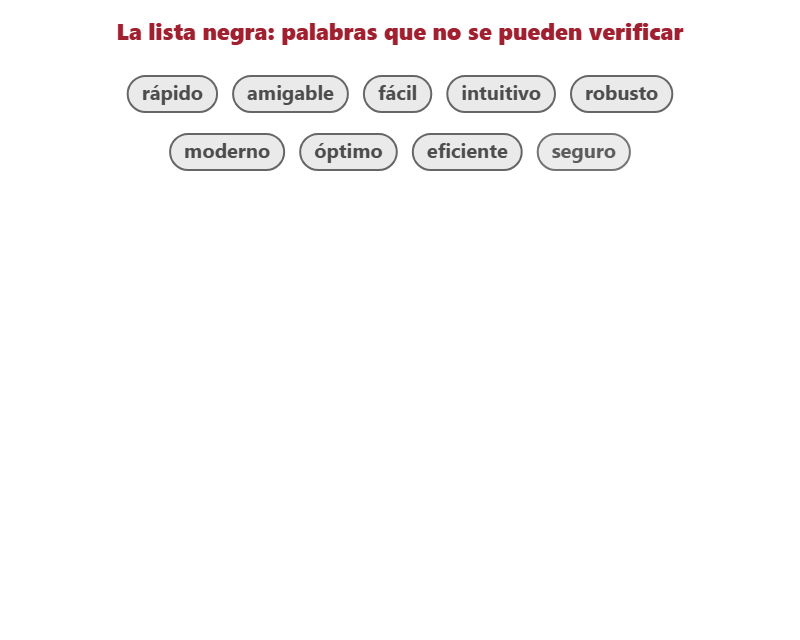 La lista negra: palabras que no se pueden verificar
rápido amigable fácil intuitivo robusto
moderno óptimo eficiente seguro